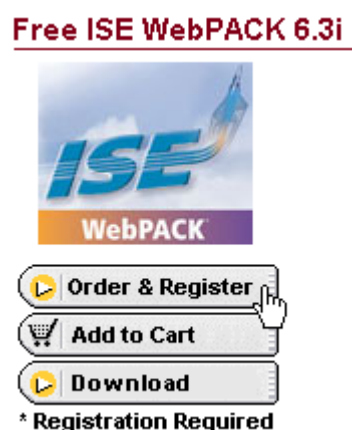 Free ISE WebPACK 6.3i
ISE
WebPACK
Order & Register
Add to Cart
Download
* Registration Required